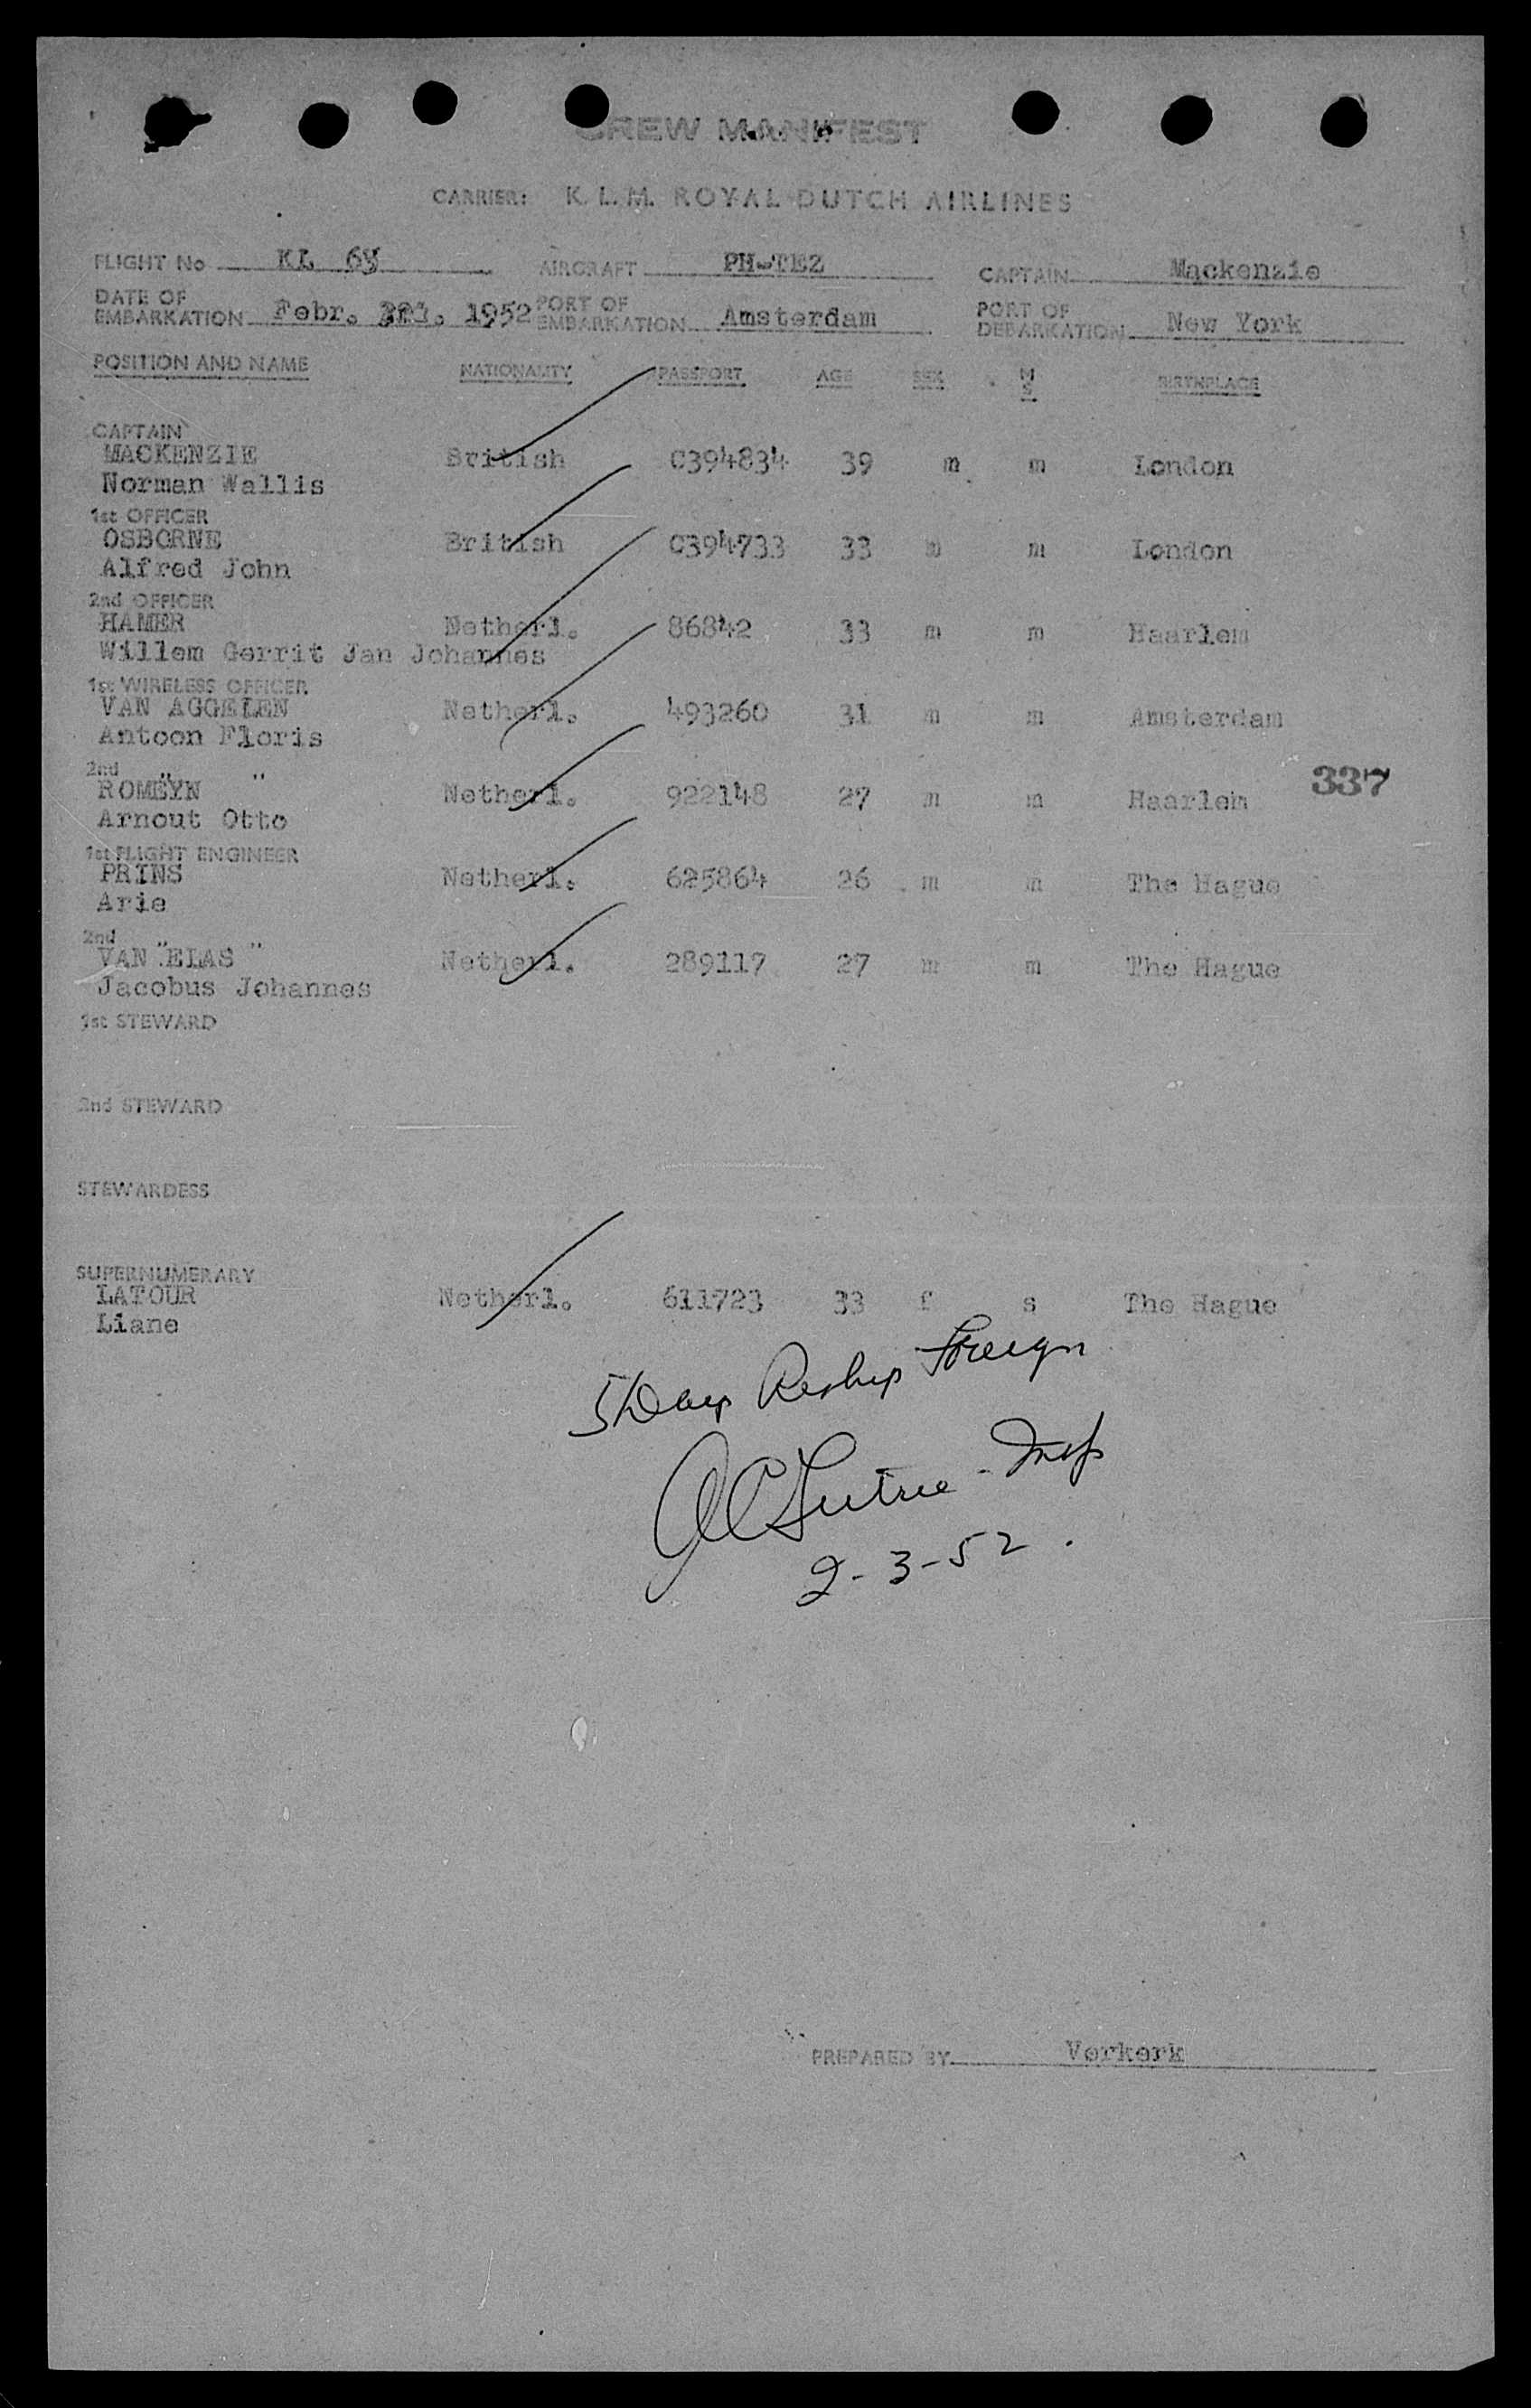 CREW MANIFEST
CARRIER: K. L. M. ROYAL DUTCH AIRLINES
FLIGHT No KL AIRCRAFT PH-TEZ CAPTAIN Mackenzie
DATE OF EMBARKATION Febr. 1952 PORT OF EMBARKATION Amsterdam PORT OF DEBARKATION New York
POSITION AND NAME NATIONALITY PASSPORT AGE SEX M S BIRTHPLACE
CAPTAIN
MACKENZIE British C394834 39 m m London
Norman Wallis
1st OFFICER
OSBORNE British C394733 33 m m London
Alfred John
2nd OFFICER
HAMER Netherl. 86842 33 m m Haarlem
Willem Gerrit Jan Johannes
1st WIRELESS OFFICER
VAN AGGELEN Netherl. 493260 31 m m Amsterdam
Antoon Floris
2nd " "
ROMEYN Netherl. 922148 27 m m Haarlem 337
Arnout Otto
1st FLIGHT ENGINEER
PRINS Netherl. 625864 26 m m The Hague
Arie
2nd " "
VAN ELAS Netherl. 289117 27 m m The Hague
Jacobus Johannes
1st STEWARD
2nd STEWARD
STEWARDESS
SUPERNUMERARY
LATOUR Netherl. 611723 33 f s The Hague
Liane
5 Days Reship Foreign
Insp
2-3-52.
PREPARED BY Verkerk